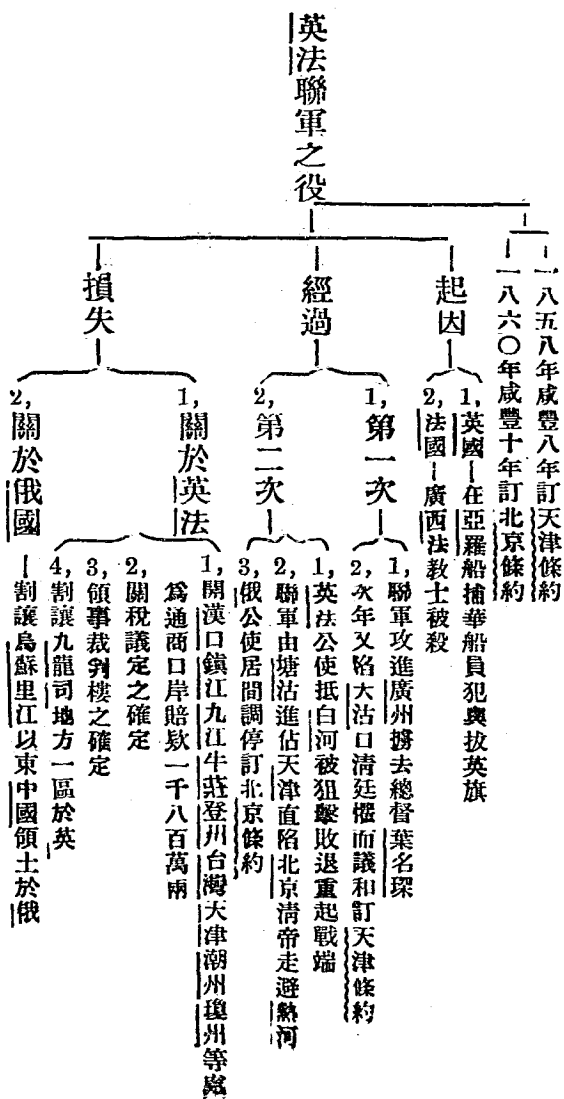 英法聯軍之役
一八五八年咸豐八年訂天津條約
一八六〇年咸豐十年訂北京條約
起因
1, 英國—在亞羅船捕華船員犯與拔英旗
2, 法國—廣西法教士被殺
經過
1, 第一次
1, 聯軍攻進廣州擄去總督葉名琛
2, 次年又陷大沽口清廷懼而議和訂天津條約
2, 第二次
1, 英法公使抵白河被狙擊敗退重起戰端
2, 聯軍由塘沽進佔天津直陷北京清帝走避熱河
3, 俄公使居間調停訂北京條約
損失
1, 關於英法
1, 開漢口鎮江九江牛莊登州台灣大津潮州瓊州等處
為通商口岸賠欵一千八百萬兩
2, 關稅議定之確定
3, 領事裁判權之確定
4, 割讓九龍司地方一區於英
2, 關於俄國
—割讓烏蘇里江以東中國領土於俄